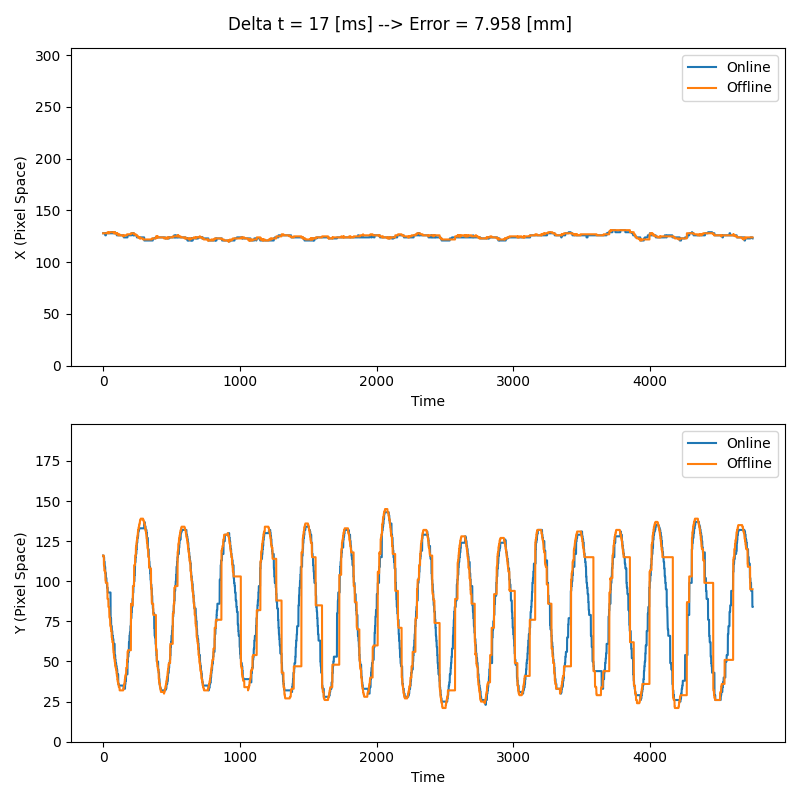 Delta t = 17 [ms] --> Error = 7.958 [mm]
300
250
200
150
100
50
0
X (Pixel Space)
Online
Offline
0 1000 2000 3000 4000
Time
175
150
125
100
75
50
25
0
Y (Pixel Space)
Online
Offline
0 1000 2000 3000 4000
Time